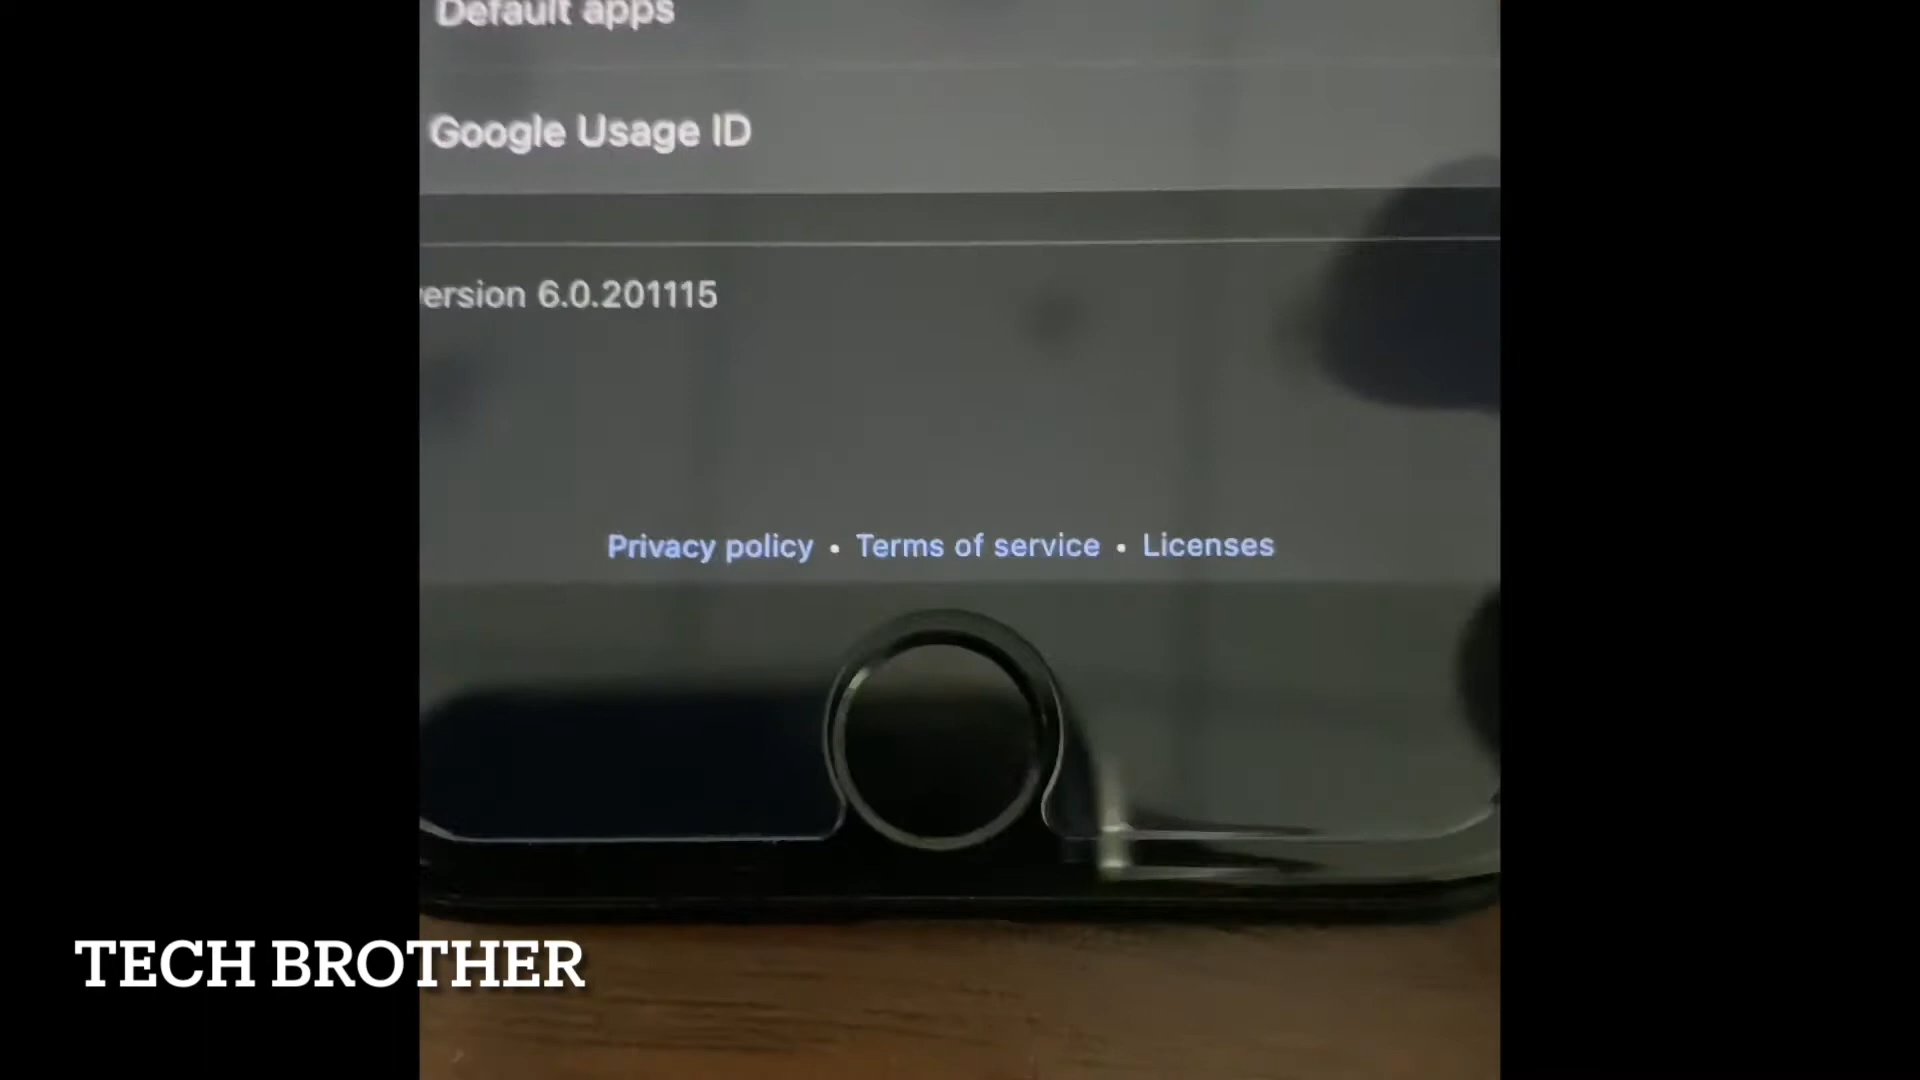 Default apps
Google Usage ID
version 6.0.201115
Privacy policy • Terms of service • Licenses
TECH BROTHER